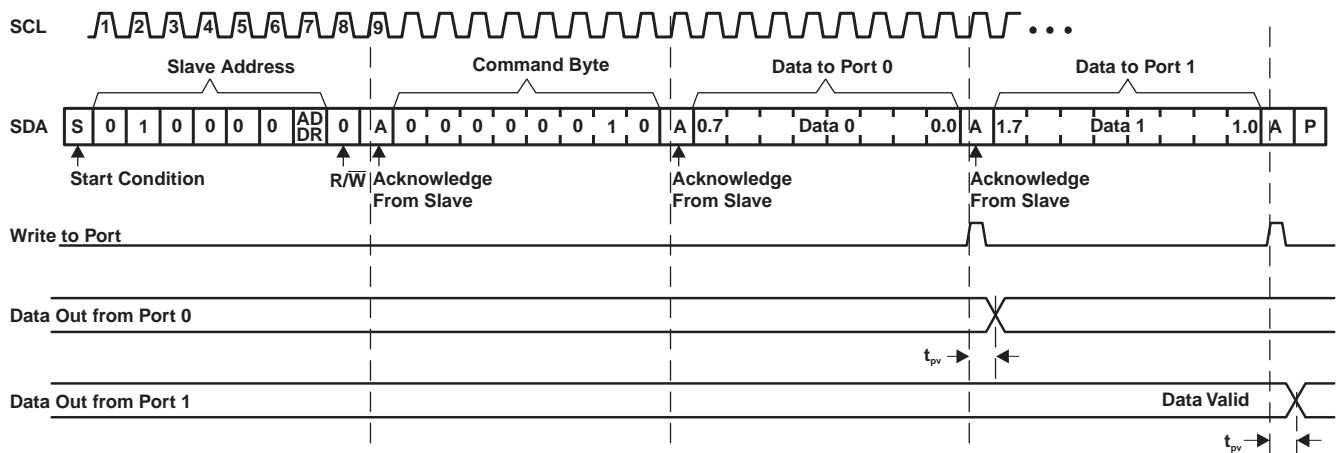 SCL 1 2 3 4 5 6 7 8 9 • • •
Slave Address Command Byte Data to Port 0 Data to Port 1
SDA S 0 1 0 0 0 0 AD DR 0 A 0 0 0 0 0 0 1 0 A 0.7 Data 0 0.0 A 1.7 Data 1 1.0 A P
Start Condition R/W̅ Acknowledge From Slave Acknowledge From Slave Acknowledge From Slave
Write to Port
Data Out from Port 0
tpv
Data Out from Port 1 Data Valid
tpv